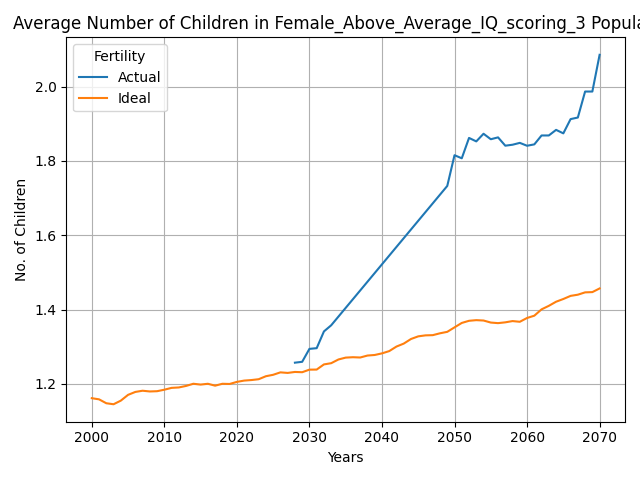 Average Number of Children in Female_Above_Average_IQ_scoring_3 Popula
Fertility
Actual
Ideal
No. of Children
2.0
1.8
1.6
1.4
1.2
2000 2010 2020 2030 2040 2050 2060 2070
Years